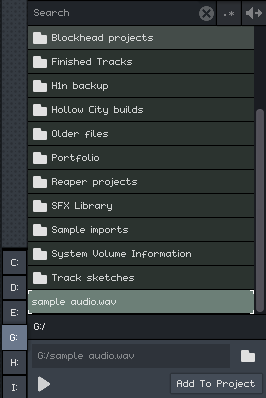 Search
.*
Blockhead projects
Finished Tracks
H1n backup
Hollow City builds
Older files
Portfolio
Reaper projects
SFX Library
Sample imports
System Volume Information
Track sketches
sample audio.wav
C:
D:
E:
G:
H:
I:
G:/
G:/sample audio.wav
Add To Project